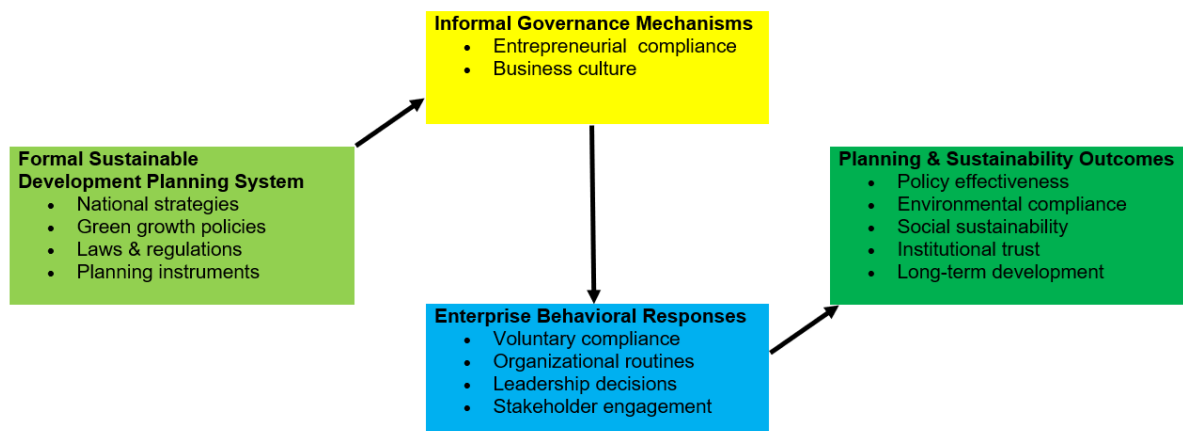 Informal Governance Mechanisms
• Entrepreneurial compliance
• Business culture
Formal Sustainable
Development Planning System
• National strategies
• Green growth policies
• Laws & regulations
• Planning instruments
Enterprise Behavioral Responses
• Voluntary compliance
• Organizational routines
• Leadership decisions
• Stakeholder engagement
Planning & Sustainability Outcomes
• Policy effectiveness
• Environmental compliance
• Social sustainability
• Institutional trust
• Long-term development